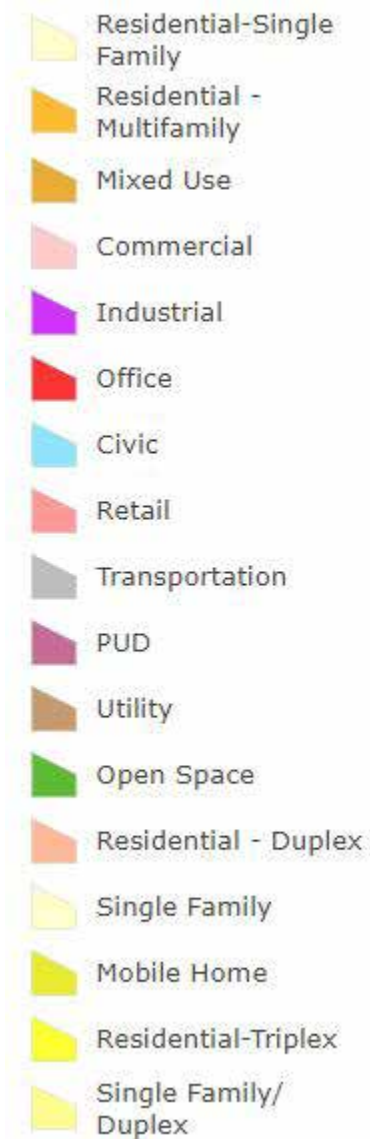 Residential-Single
Family
Residential -
Multifamily
Mixed Use
Commercial
Industrial
Office
Civic
Retail
Transportation
PUD
Utility
Open Space
Residential - Duplex
Single Family
Mobile Home
Residential-Triplex
Single Family/
Duplex